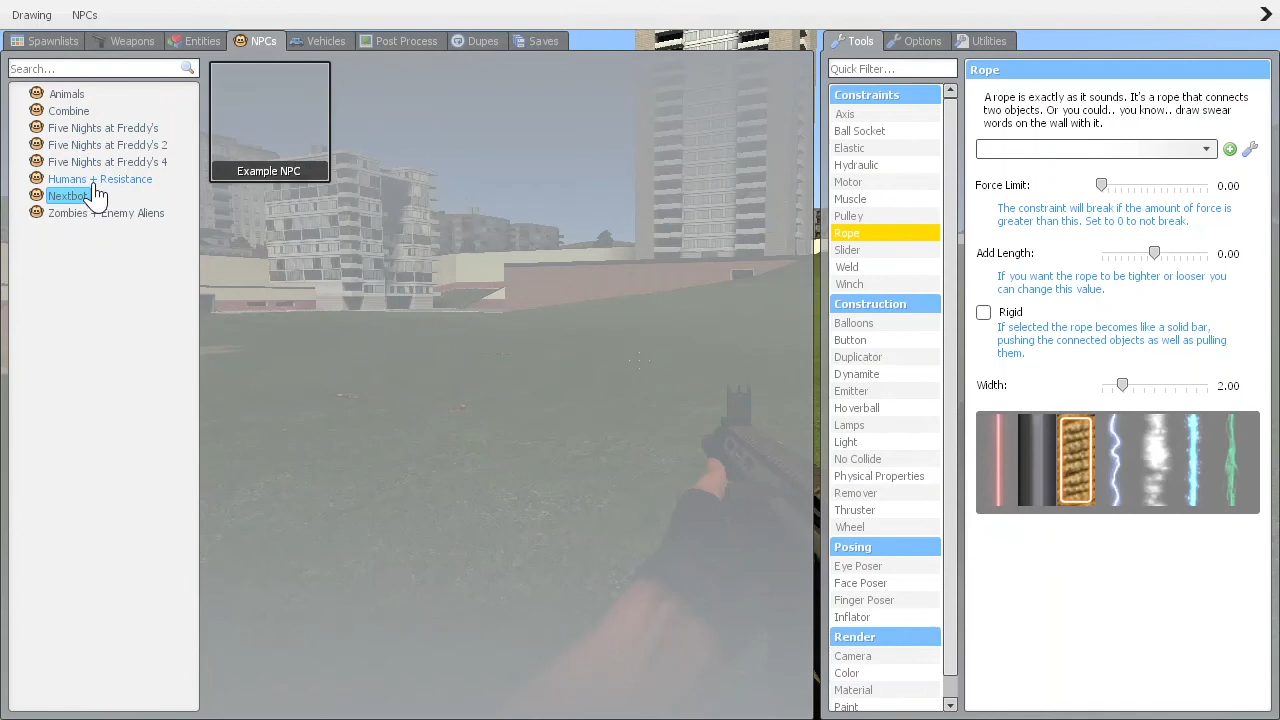 Drawing NPCs
Spawnlists Weapons Entities NPCs Vehicles Post Process Dupes Saves
Search...
Animals
Combine
Five Nights at Freddy's
Five Nights at Freddy's 2
Five Nights at Freddy's 4
Humans + Resistance
Zombies + Enemy Aliens
Example NPC
Tools Options Utilities
Quick Filter...
Constraints
Axis
Ball Socket
Elastic
Hydraulic
Motor
Muscle
Pulley
Rope
Slider
Weld
Winch
Construction
Balloons
Button
Duplicator
Dynamite
Emitter
Hoverball
Lamps
Light
No Collide
Physical Properties
Remover
Thruster
Wheel
Posing
Eye Poser
Face Poser
Finger Poser
Inflator
Render
Camera
Color
Material
Paint
Rope
A rope is exactly as it sounds. It's a rope that connects
two objects. Or you could.. you know.. draw swear
words on the wall with it.
Force Limit: 0.00
The constraint will break if the amount of force is
greater than this. Set to 0 to not break.
Add Length: 0.00
If you want the rope to be tighter or looser you
can change this value.
Rigid
If selected the rope becomes like a solid bar,
pushing the connected objects as well as pulling
them.
Width: 2.00